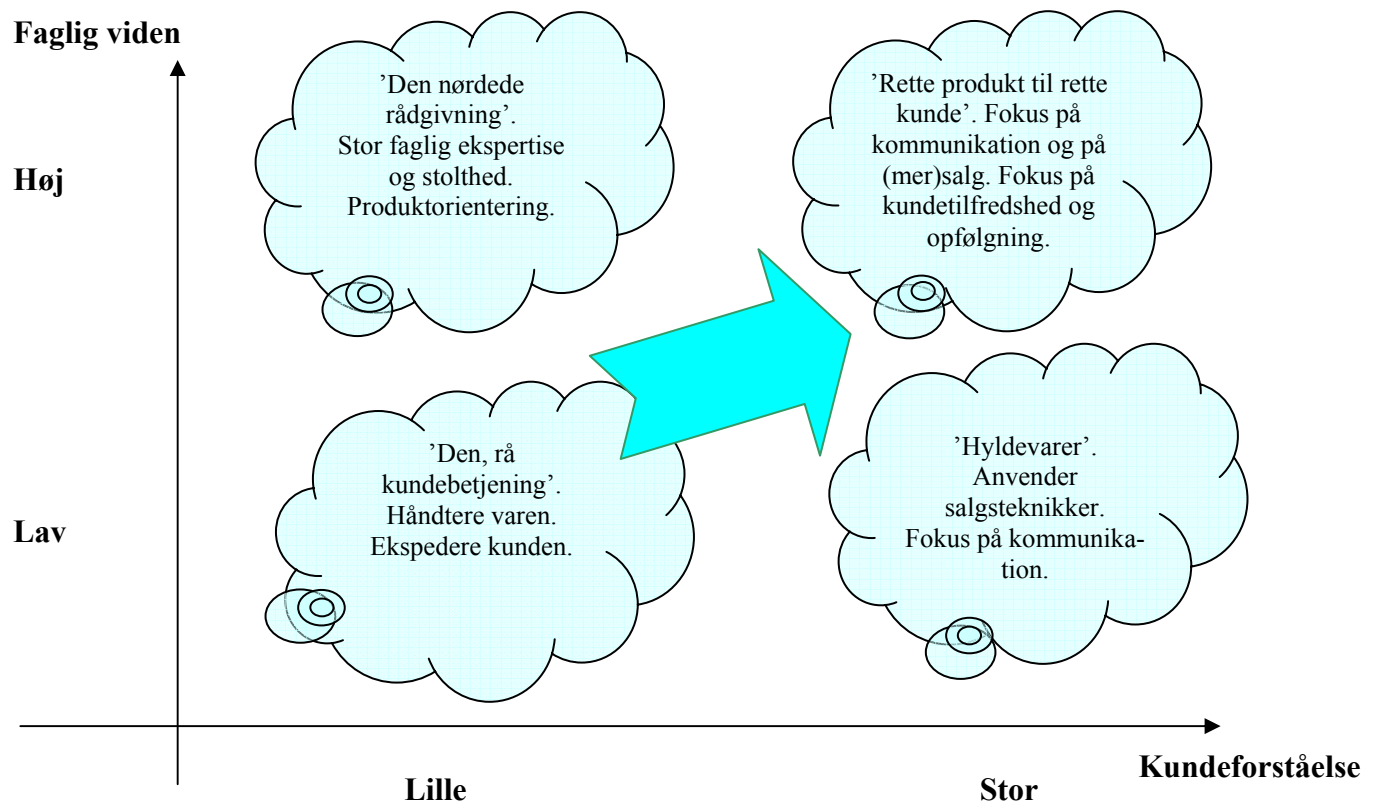 Faglig viden
Høj
’Den nørdede
rådgivning’.
Stor faglig ekspertise
og stolthed.
Produktorientering.
’Rette produkt til rette
kunde’. Fokus på
kommunikation og på
(mer)salg. Fokus på
kundetilfredshed og
opfølgning.
Lav
’Den, rå
kundebetjening’.
Håndtere varen.
Ekspedere kunden.
’Hyldevarer’.
Anvender
salgsteknikker.
Fokus på kommunika-
tion.
Lille
Stor
Kundeforståelse